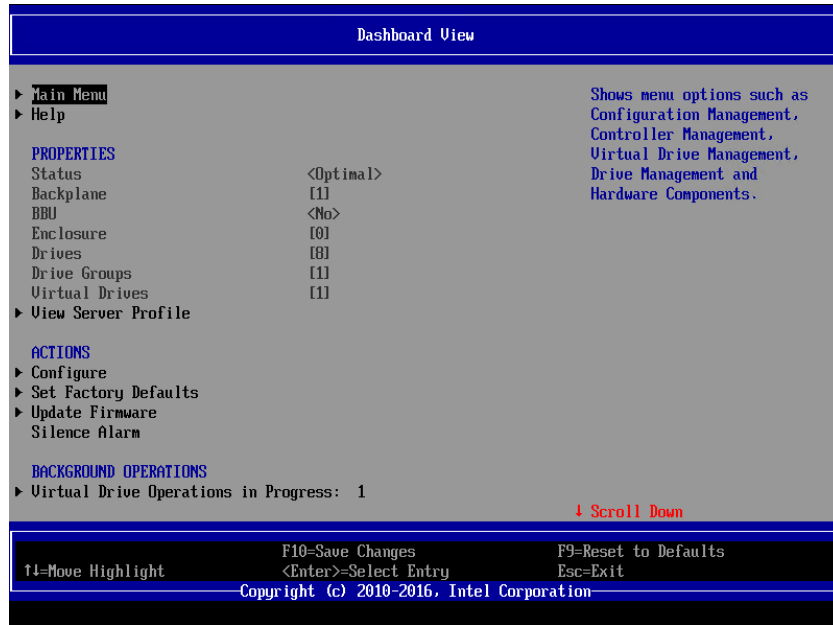 Dashboard View
► Main Menu
► Help
PROPERTIES
Status <Optimal>
Backplane [1]
BBU <No>
Enclosure [0]
Drives [8]
Drive Groups [1]
Virtual Drives [1]
► View Server Profile
ACTIONS
► Configure
► Set Factory Defaults
► Update Firmware
Silence Alarm
BACKGROUND OPERATIONS
► Virtual Drive Operations in Progress: 1
Shows menu options such as
Configuration Management,
Controller Management,
Virtual Drive Management,
Drive Management and
Hardware Components.
↓ Scroll Down
F10=Save Changes F9=Reset to Defaults
↑↓=Move Highlight <Enter>=Select Entry Esc=Exit
Copyright (c) 2010-2016, Intel Corporation